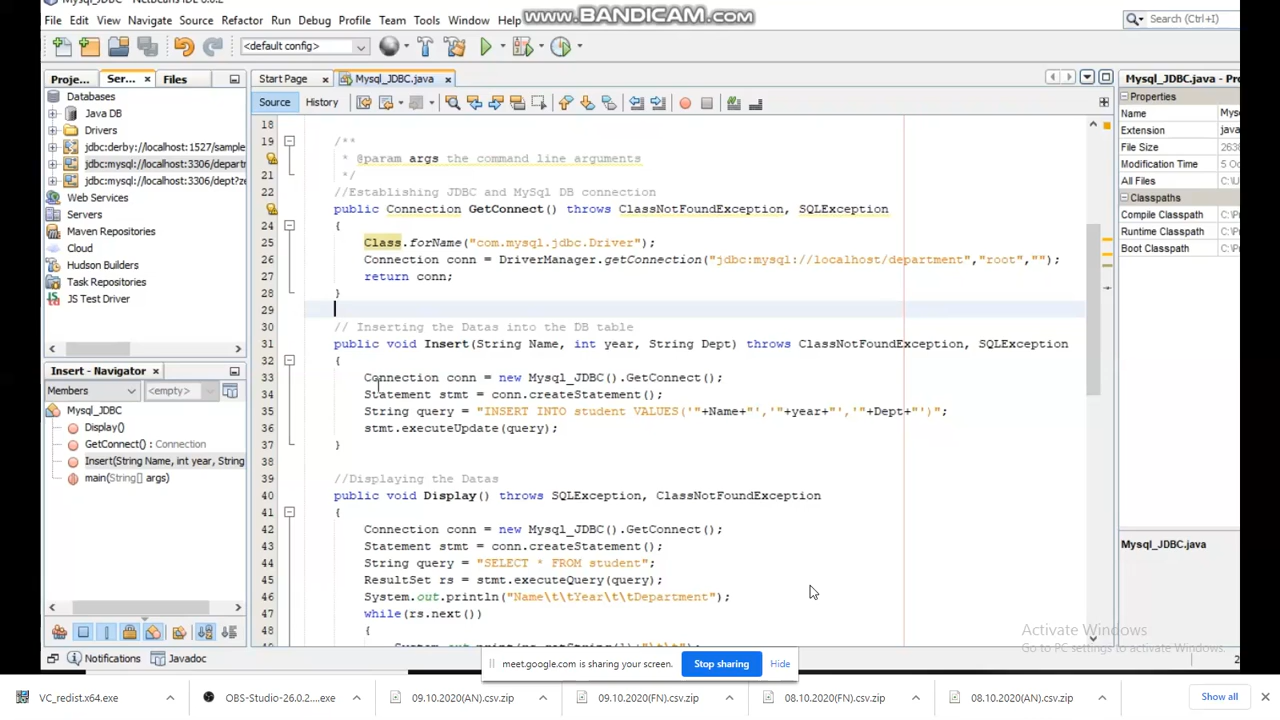 Mysql_JDBC - NetBeans IDE 8.0.2
www.BANDICAM.com
File Edit View Navigate Source Refactor Run Debug Profile Team Tools Window Help
Search (Ctrl+I)
<default config>
Proje... Ser... × Files
Start Page × Mysql_JDBC.java ×
Mysql_JDBC.java - Pr
Source History
Databases
Java DB
Drivers
jdbc:derby://localhost:1527/sample
jdbc:mysql://localhost:3306/departr
jdbc:mysql://localhost:3306/dept?ze
Web Services
Servers
Maven Repositories
Cloud
Hudson Builders
Task Repositories
JS Test Driver
Insert - Navigator ×
Members <empty>
Mysql_JDBC
Display()
GetConnect() : Connection
Insert(String Name, int year, String
main(String[] args)
18
19 /**
* @param args the command line arguments
21 */
22 //Establishing JDBC and MySql DB connection
public Connection GetConnect() throws ClassNotFoundException, SQLException
24 {
25 Class.forName("com.mysql.jdbc.Driver");
26 Connection conn = DriverManager.getConnection("jdbc:mysql://localhost/department","root","");
27 return conn;
28 }
29
30 // Inserting the Datas into the DB table
31 public void Insert(String Name, int year, String Dept) throws ClassNotFoundException, SQLException
32 {
33 Connection conn = new Mysql_JDBC().GetConnect();
34 Statement stmt = conn.createStatement();
35 String query = "INSERT INTO student VALUES('"+Name+"','"+year+"','"+Dept+"')";
36 stmt.executeUpdate(query);
37 }
38
39 //Displaying the Datas
40 public void Display() throws SQLException, ClassNotFoundException
41 {
42 Connection conn = new Mysql_JDBC().GetConnect();
43 Statement stmt = conn.createStatement();
44 String query = "SELECT * FROM student";
45 ResultSet rs = stmt.executeQuery(query);
46 System.out.println("Name\t\tYear\t\tDepartment");
47 while(rs.next())
48 {
Properties
Name Mys
Extension java
File Size 2638
Modification Time 5 Oc
All Files C:\U
Classpaths
Compile Classpath C:\P
Runtime Classpath C:\P
Boot Classpath C:\P
Mysql_JDBC.java
Activate Windows
Go to PC settings to activate Windows.
Notifications Javadoc
meet.google.com is sharing your screen. Stop sharing Hide
VC_redist.x64.exe OBS-Studio-26.0.2....exe 09.10.2020(AN).csv.zip 09.10.2020(FN).csv.zip 08.10.2020(FN).csv.zip 08.10.2020(AN).csv.zip Show all